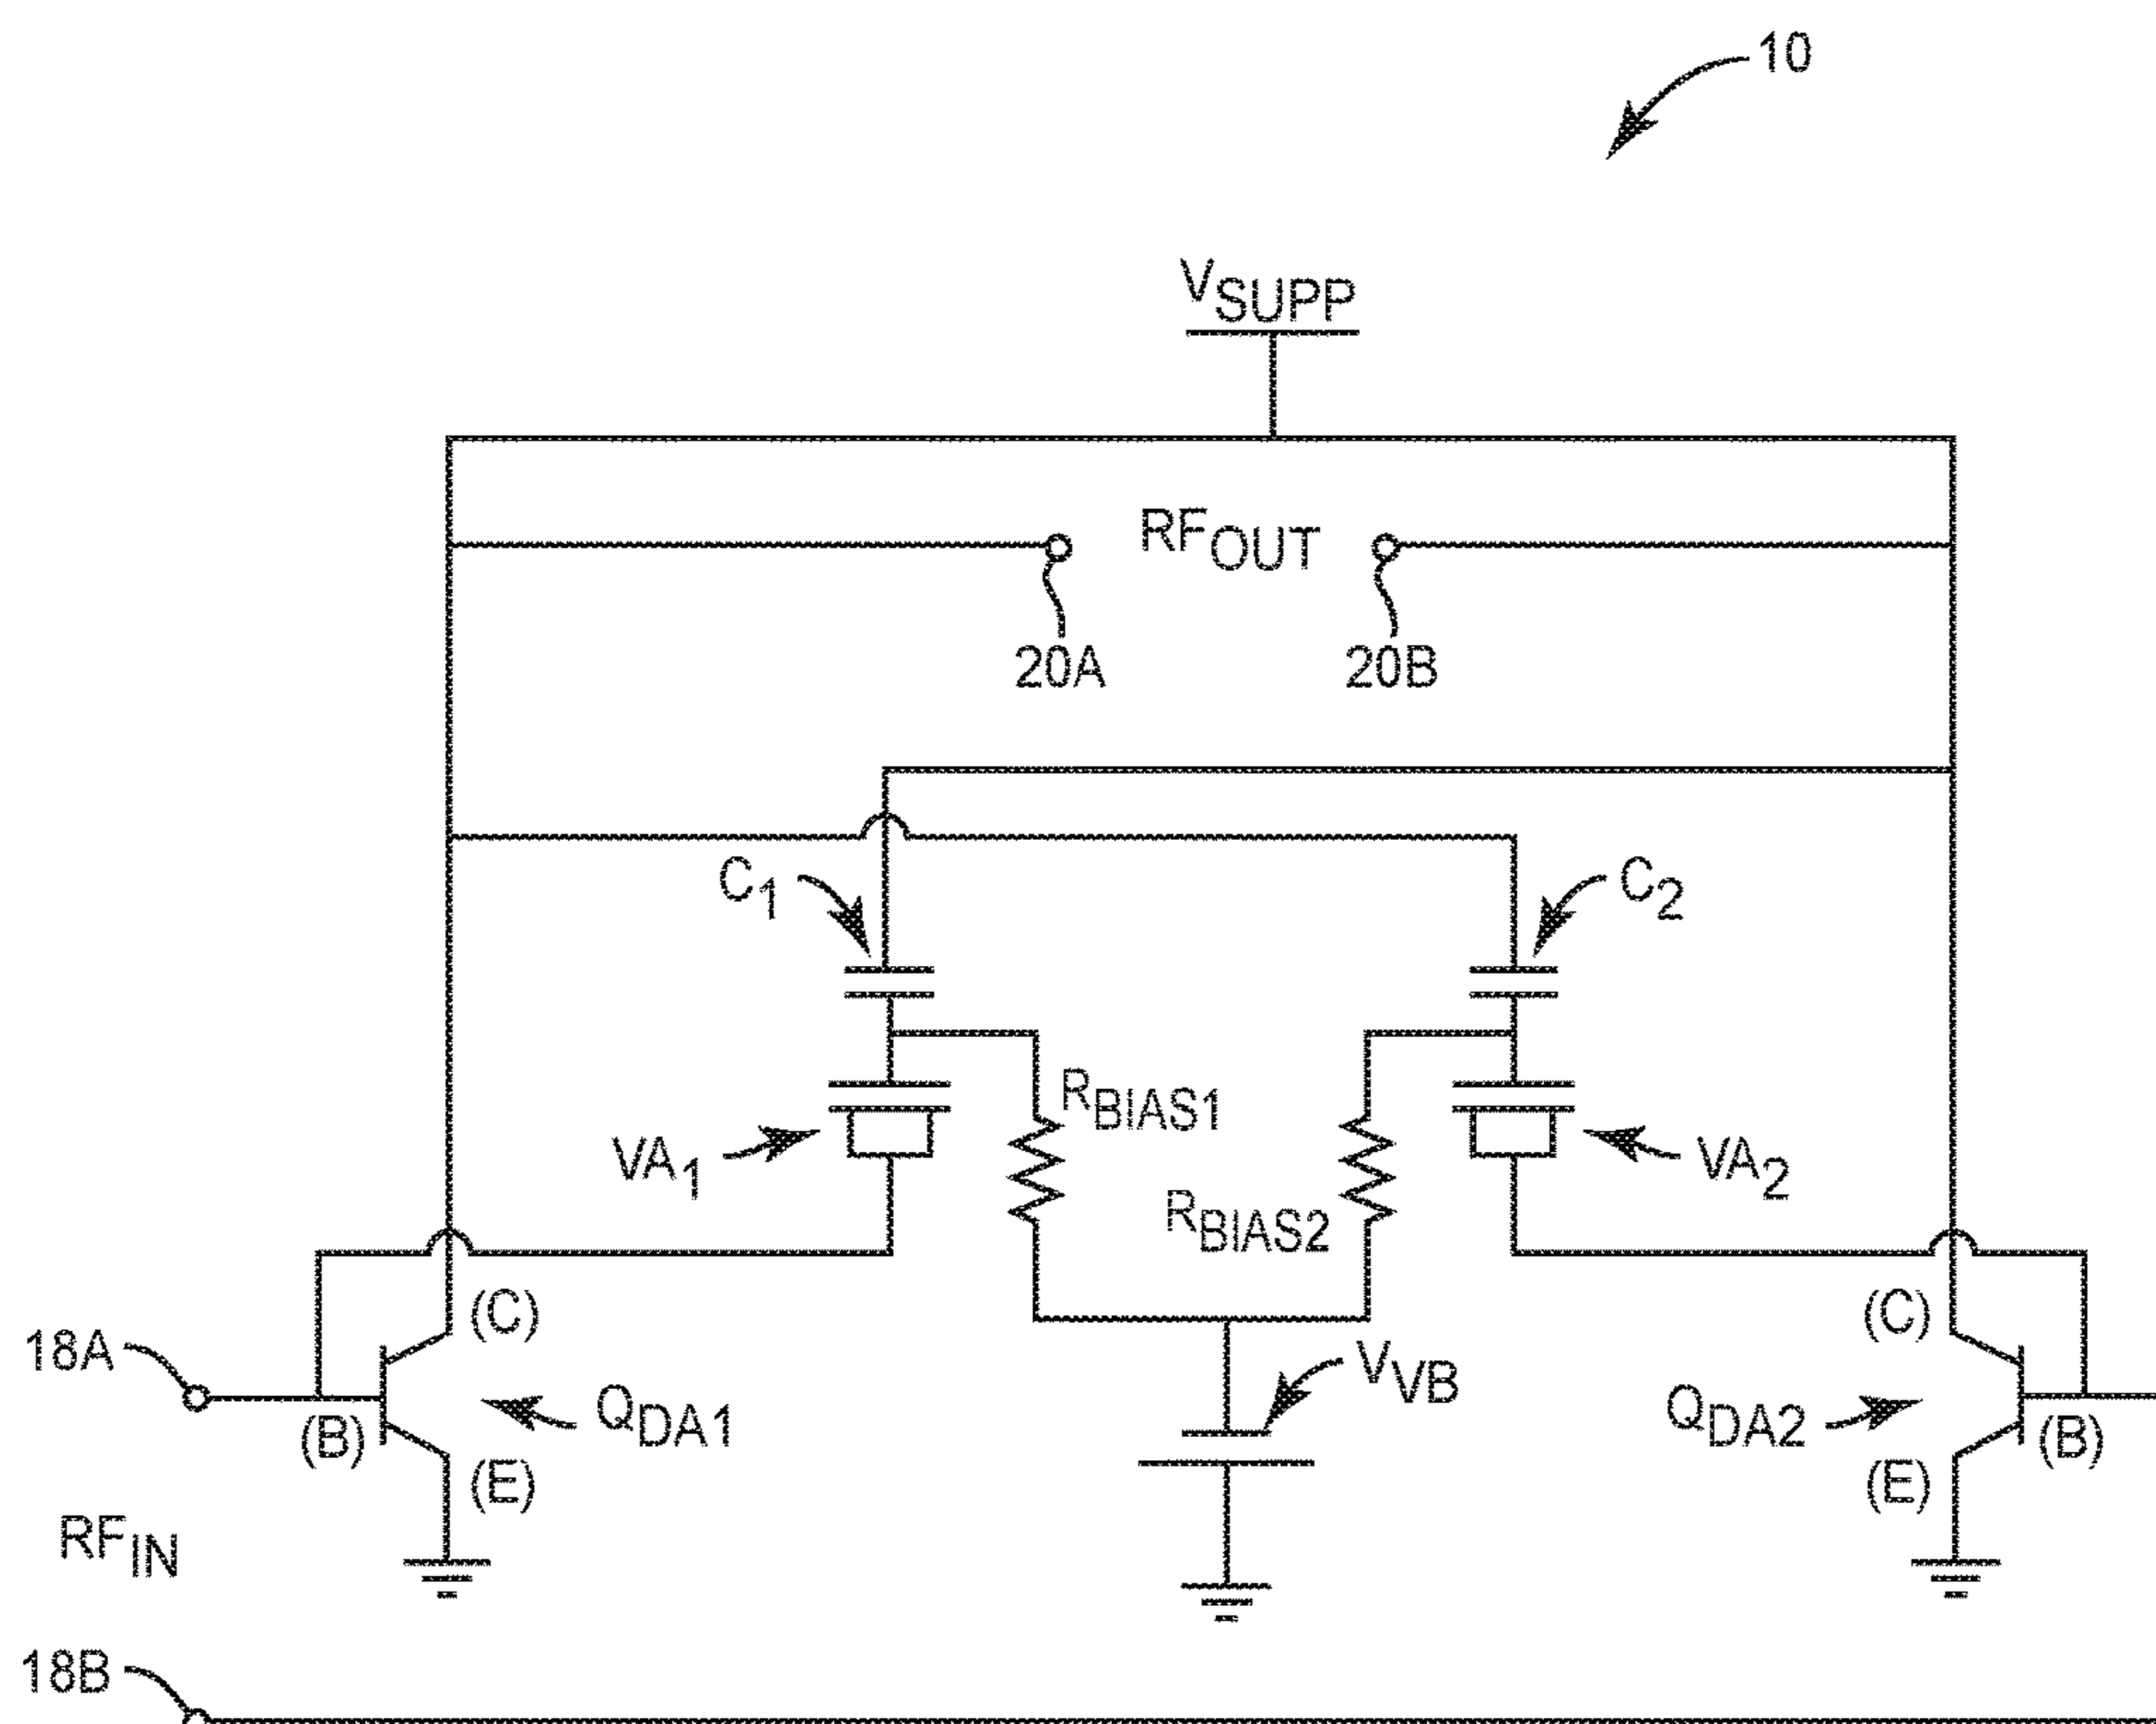 10
VSUPP
RFOUT
20A 20B
C1 C2
RBIAS1
VA1 VA2
RBIAS2
(C) (C)
18A
VVB
QDA1 QDA2
(B) (B)
(E) (E)
RFIN
18B